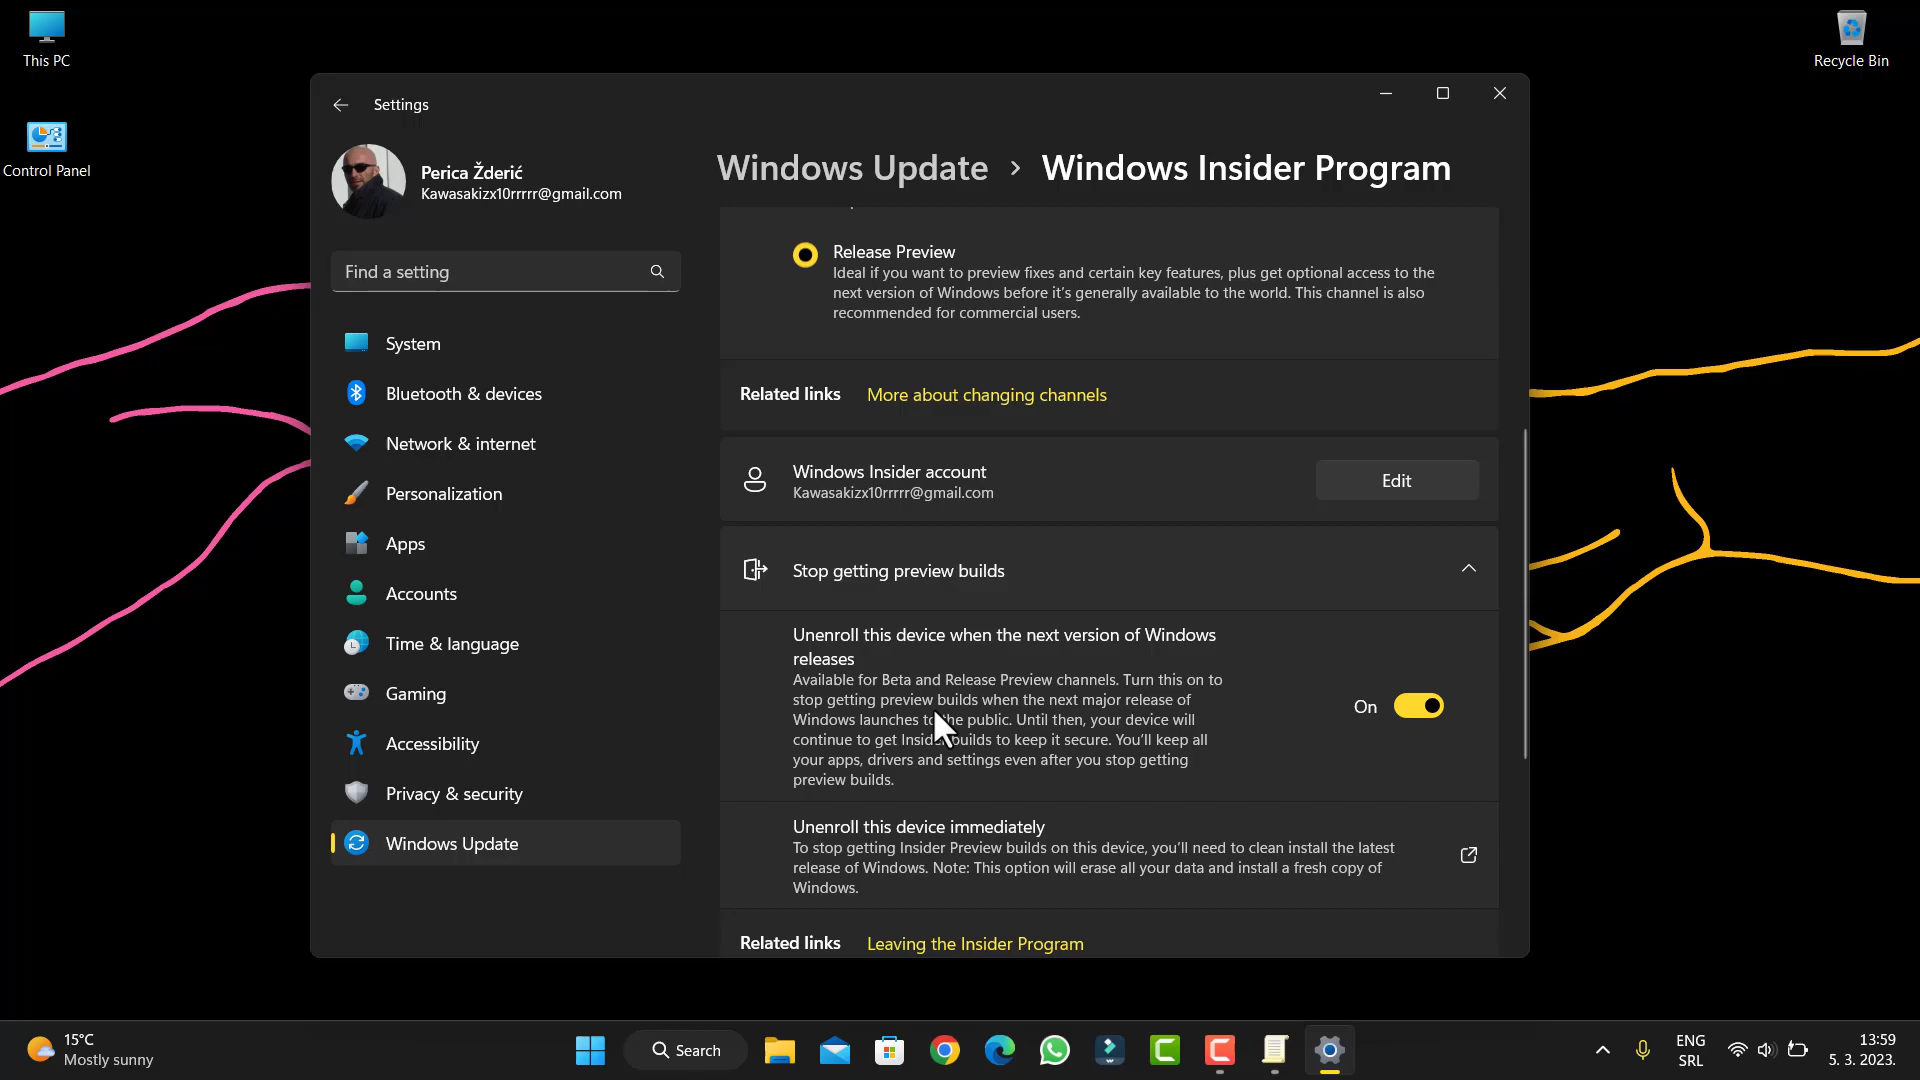 This PC
Recycle Bin
Control Panel
Settings
Perica Žderić
Kawasakizx10rrrrr@gmail.com
Find a setting
System
Bluetooth & devices
Network & internet
Personalization
Apps
Accounts
Time & language
Gaming
Accessibility
Privacy & security
Windows Update
Windows Update > Windows Insider Program
Release Preview
Ideal if you want to preview fixes and certain key features, plus get optional access to the
next version of Windows before it's generally available to the world. This channel is also
recommended for commercial users.
Related links More about changing channels
Windows Insider account
Kawasakizx10rrrrr@gmail.com
Edit
Stop getting preview builds
Unenroll this device when the next version of Windows
releases
Available for Beta and Release Preview channels. Turn this on to
stop getting preview builds when the next major release of
Windows launches to the public. Until then, your device will
continue to get Insider builds to keep it secure. You'll keep all
your apps, drivers and settings even after you stop getting
preview builds.
On
Unenroll this device immediately
To stop getting Insider Preview builds on this device, you'll need to clean install the latest
release of Windows. Note: This option will erase all your data and install a fresh copy of
Windows.
Related links Leaving the Insider Program
15°C
Mostly sunny
Search
ENG
SRL
13:59
5. 3. 2023.